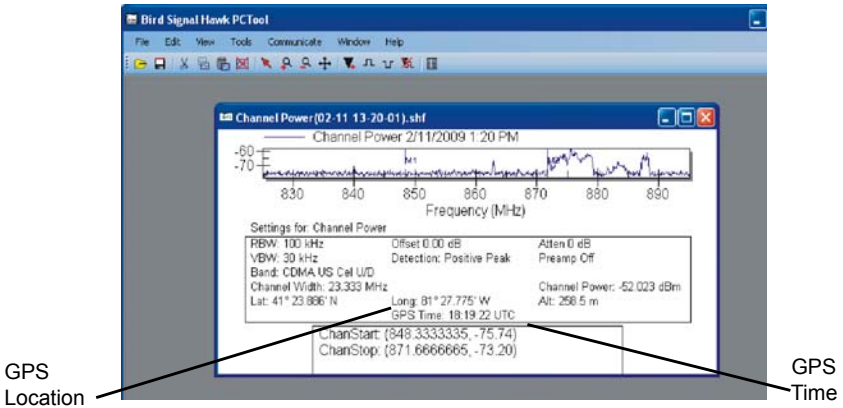 Bird Signal Hawk PCTool
File Edit View Tools Communicate Window Help
Channel Power(02-11 13-20-01).shf
Channel Power 2/11/2009 1:20 PM
-60
-70
M1
830 840 850 860 870 880 890
Frequency (MHz)
Settings for: Channel Power
RBW: 100 kHz Offset 0.00 dB Atten 0 dB
VBW: 30 kHz Detection: Positive Peak Preamp Off
Band: CDMA US Cel U/D
Channel Width: 23.333 MHz Channel Power: -52.023 dBm
Lat: 41° 23.886' N Long: 81° 27.775' W Alt: 258.5 m
GPS Time: 18:19:22 UTC
ChanStart: (848.3333335, -75.74)
ChanStop: (871.6666665, -73.20)
GPS
Location
GPS
Time